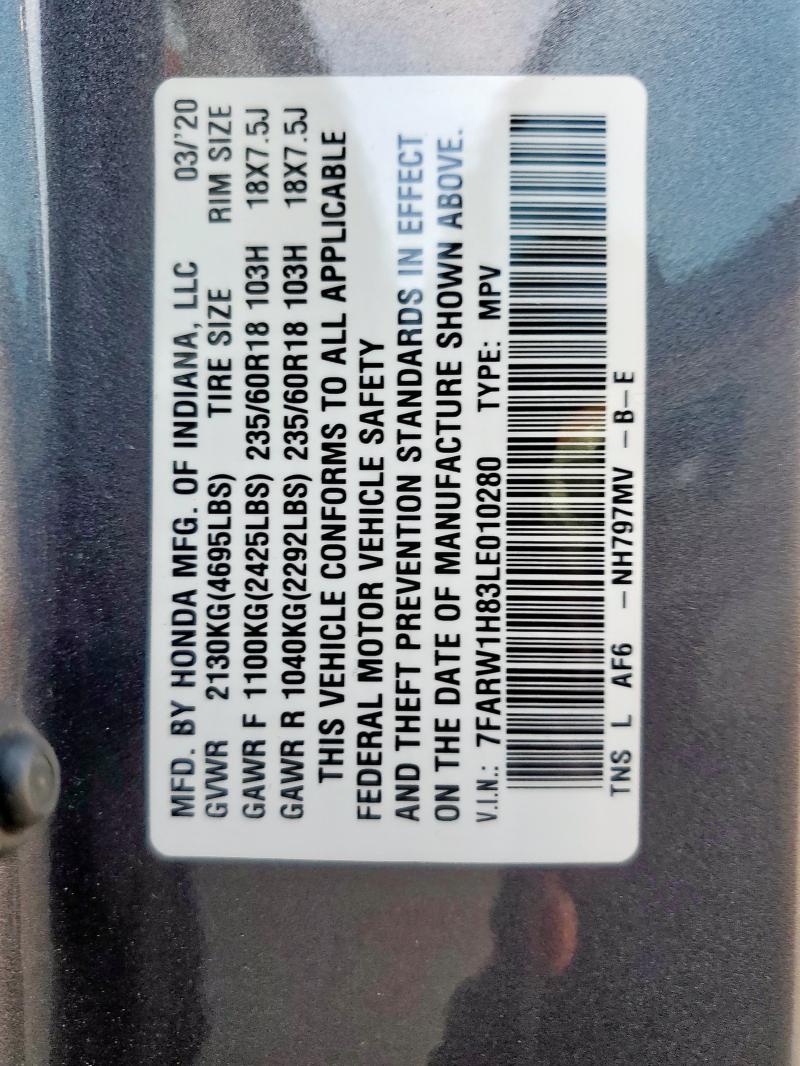 MFD. BY HONDA MFG. OF INDIANA, LLC 03/'20
GVWR 2130KG(4695LBS) TIRE SIZE RIM SIZE
GAWR F 1100KG(2425LBS) 235/60R18 103H 18X7.5J
GAWR R 1040KG(2292LBS) 235/60R18 103H 18X7.5J
THIS VEHICLE CONFORMS TO ALL APPLICABLE
FEDERAL MOTOR VEHICLE SAFETY
AND THEFT PREVENTION STANDARDS IN EFFECT
ON THE DATE OF MANUFACTURE SHOWN ABOVE.
V.I.N.: 7FARW1H83LE010280 TYPE: MPV
TNS L AF6 –NH797MV –B–E